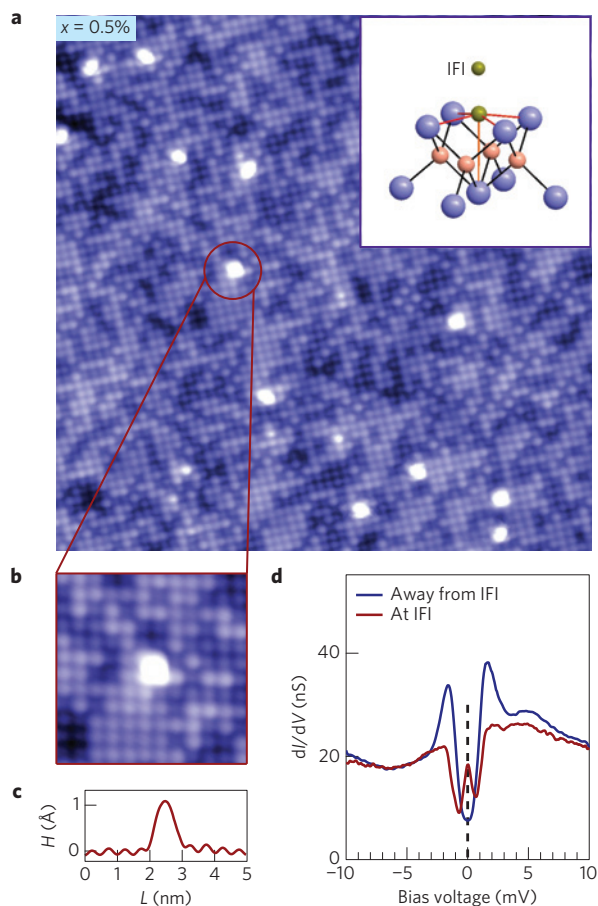 a
x = 0.5%
IFI
b
c
H (Å)
1
0
0 1 2 3 4 5
L (nm)
d
Away from IFI
At IFI
dI/dV (nS)
40
20
0
−10 −5 0 5 10
Bias voltage (mV)